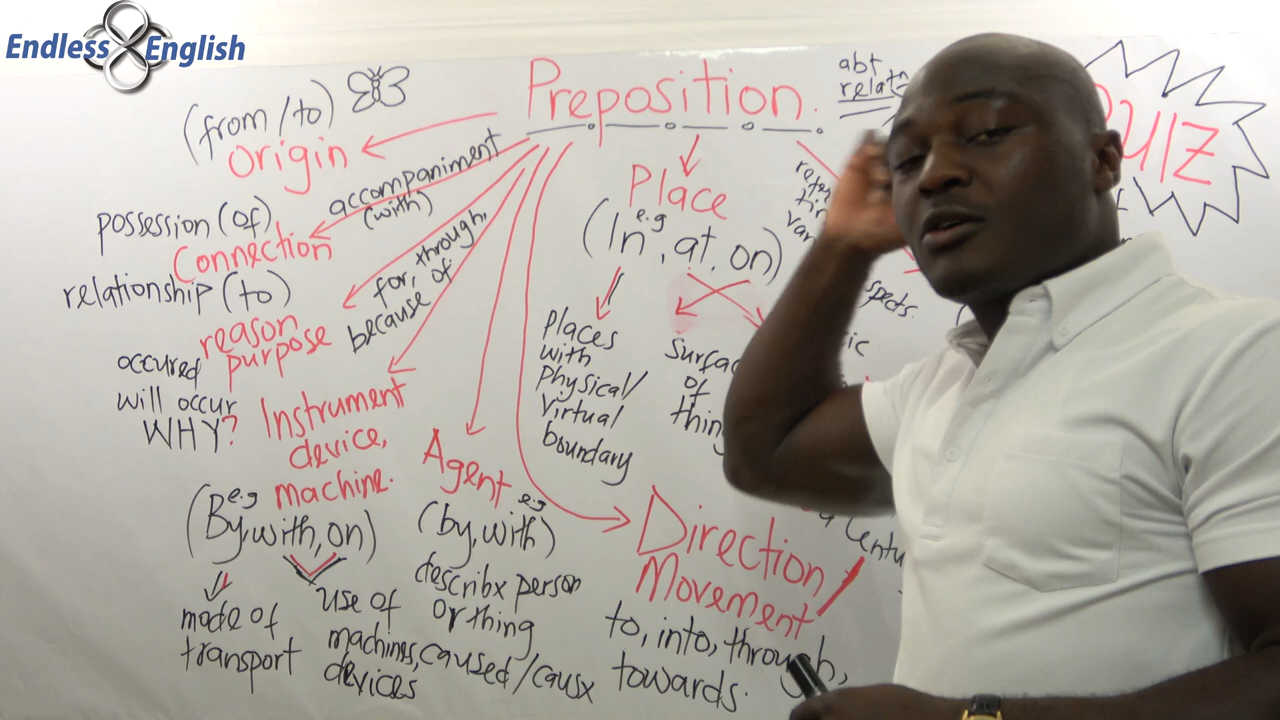 Endless English
Preposition.
abt
QUIZ
(from/to)
Origin
accompaniment
(with)
possession (of)
Connection
relationship (to)
for, through,
because of
reason
purpose
occured
will occur
WHY?
Instrument
device,
machine.
e.g
(By, with, on)
mode of
transport
use of
machines,
devices
Agent
e.g
(by, with)
describx person
or thing
caused/causx
Place
e.g
(In, at, on)
Places
with
Physical/
Virtual
boundary
of
Direction
Movement
to, into, through,
towards.